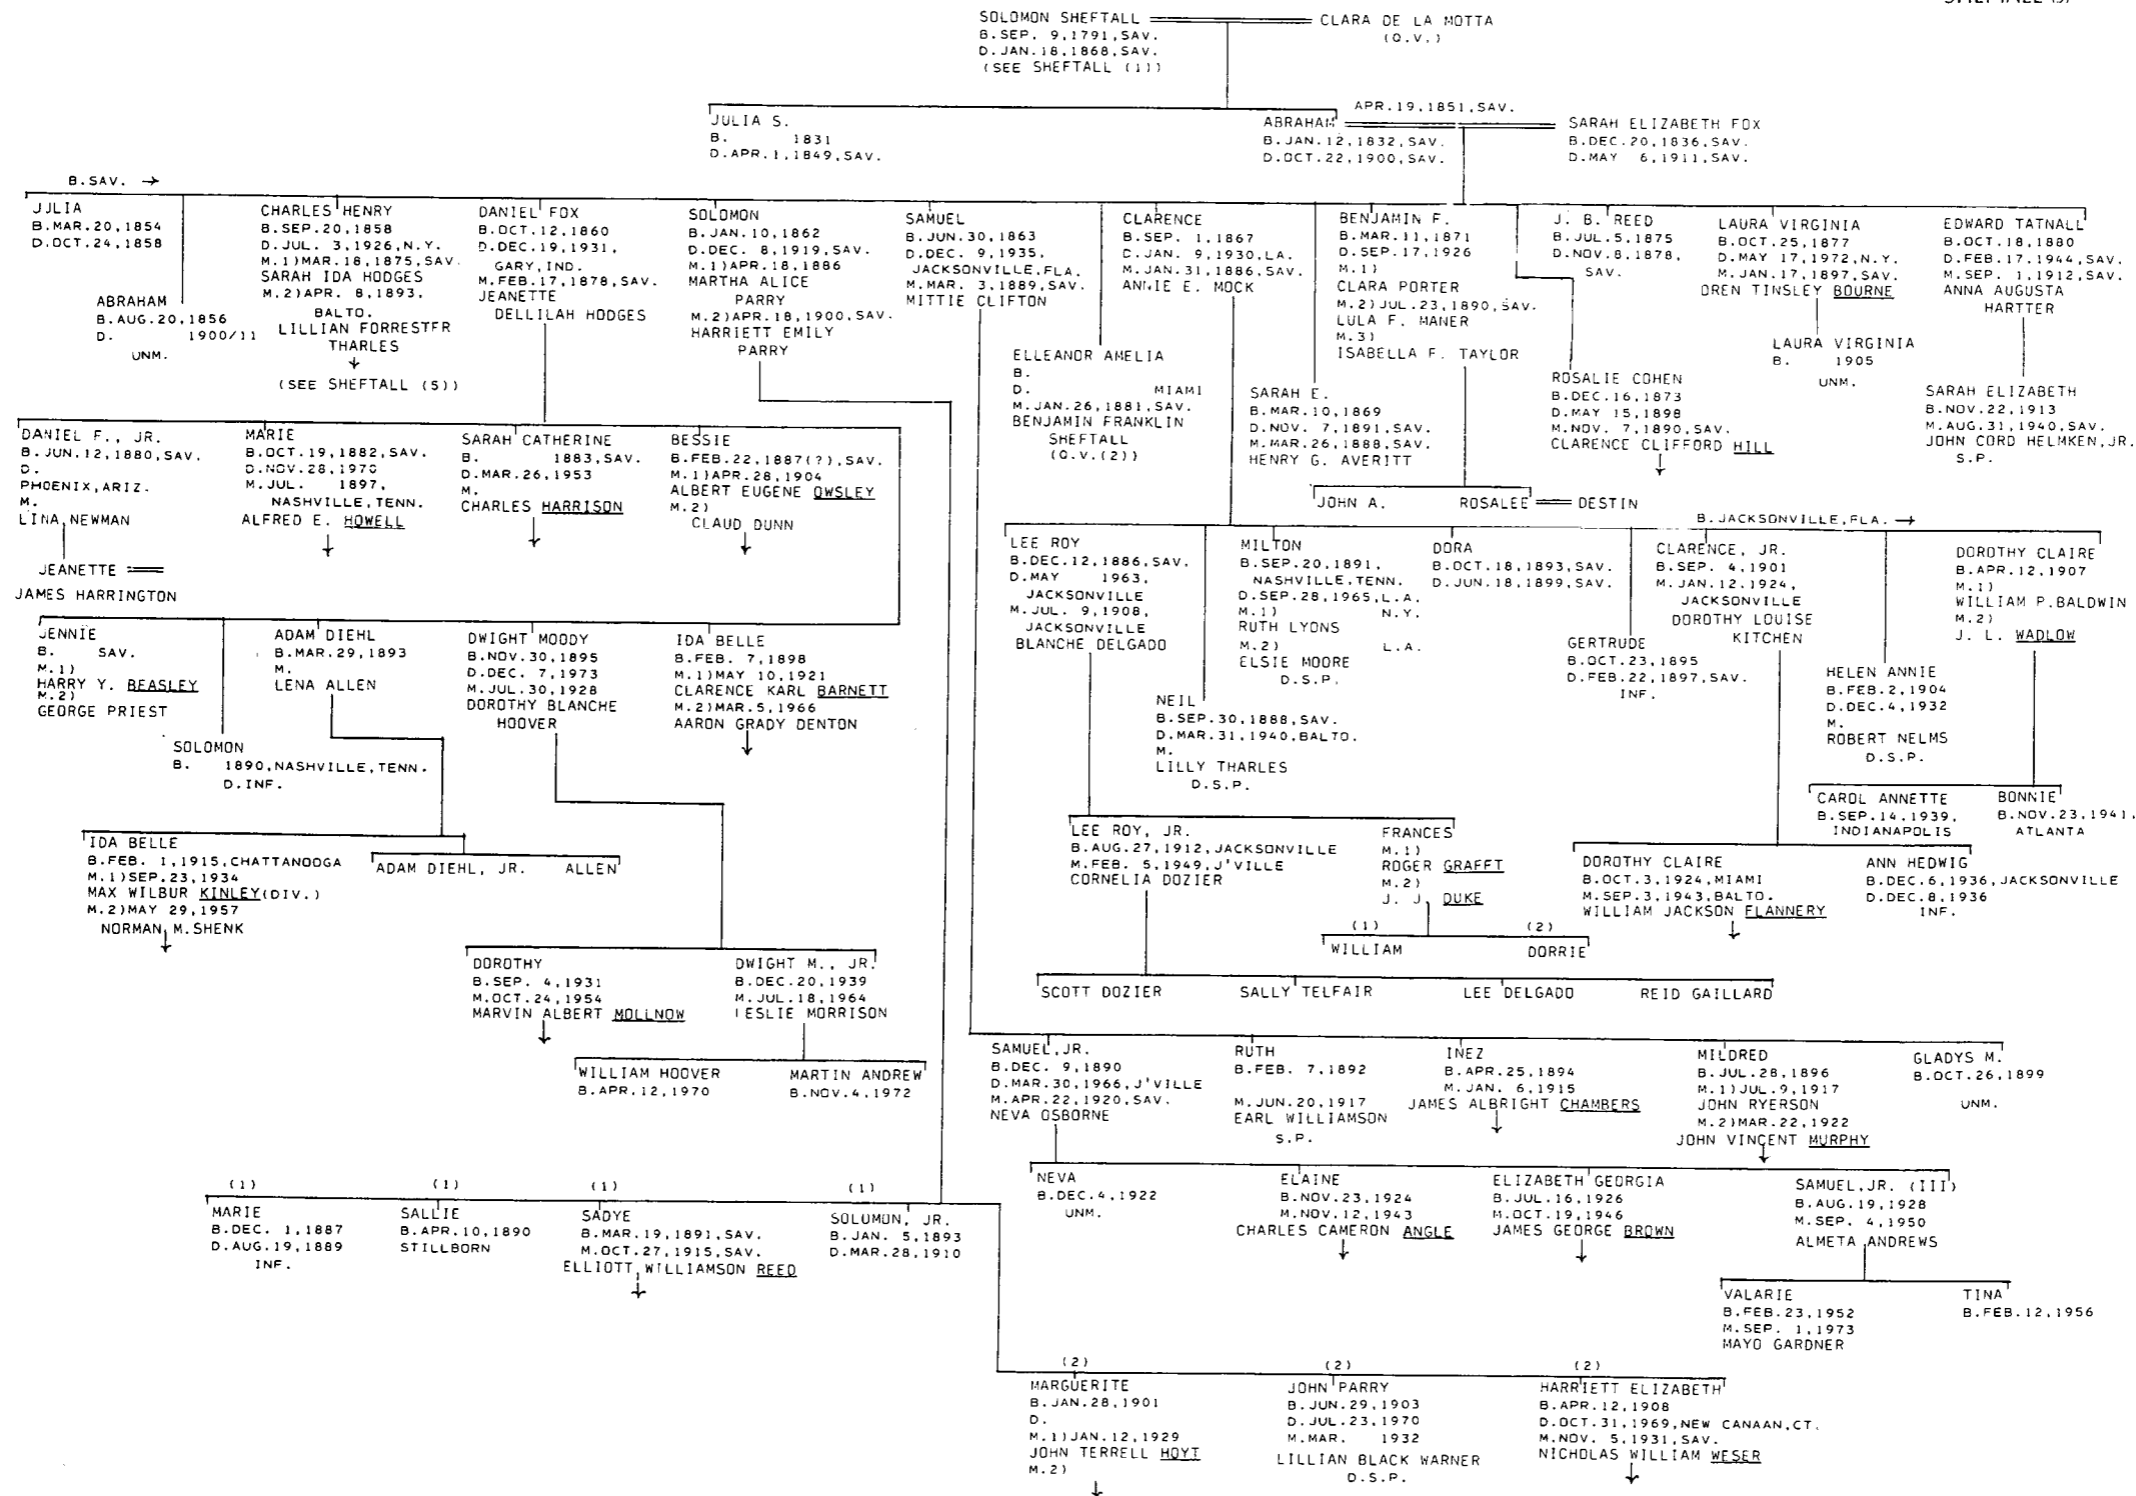 SOLOMON SHEFTALL
B.SEP. 9,1791,SAV.
D.JAN.18,1868,SAV.
(SEE SHEFTALL (1))
CLARA DE LA MOTTA
(Q.V.)
JULIA S.
B. 1831
D.APR.1,1849,SAV.
ABRAHAM
B.JAN.12,1832,SAV.
D.OCT.22,1900,SAV.
APR.19,1851,SAV.
SARAH ELIZABETH FOX
B.DEC.20,1836,SAV.
D.MAY 6,1911,SAV.
B.SAV. →
JULIA
B.MAR.20,1854
D.OCT.24,1858
ABRAHAM
B.AUG.20,1856
D. 1900/11
UNM.
CHARLES HENRY
B.SEP.20,1858
D.JUL. 3,1926,N.Y.
M.1)MAR.18,1875,SAV.
SARAH IDA HODGES
M.2)APR. 8,1893,
BALTO.
LILLIAN FORRESTER
THARLES
(SEE SHEFTALL (5))
DANIEL FOX
B.OCT.12,1860
D.DEC.19,1931,
GARY,IND.
M.FEB.17,1878,SAV.
JEANETTE
DELLILAH HODGES
SOLOMON
B.JAN.10,1862
D.DEC. 8,1919,SAV.
M.1)APR.18,1886
MARTHA ALICE
PARRY
M.2)APR.18,1900,SAV.
HARRIETT EMILY
PARRY
SAMUEL
B.JUN.30,1863
D.DEC. 9,1935,
JACKSONVILLE,FLA.
M.MAR. 3,1889,SAV.
MITTIE CLIFTON
ELLEANOR AMELIA
B.
D. MIAMI
M.JAN.26,1881,SAV.
BENJAMIN FRANKLIN
SHEFTALL
(Q.V.(2))
CLARENCE
B.SEP. 1,1867
D.JAN. 9,1930,LA.
M.JAN.31,1886,SAV.
ANNIE E. MOCK
SARAH E.
B.MAR.10,1869
D.NOV. 7,1891,SAV.
M.MAR.26,1888,SAV.
HENRY G. AVERITT
BENJAMIN F.
B.MAR.11,1871
D.SEP.17,1926
M.1)
CLARA PORTER
M.2)JUL.23,1890,SAV.
LULA F. MANER
M.3)
ISABELLA F. TAYLOR
ROSALIE COHEN
B.DEC.16,1873
D.MAY 15,1898
M.NOV. 7,1890,SAV.
CLARENCE CLIFFORD HILL
J. B. REED
B.JUL.5,1875
D.NOV.8,1878,
SAV.
LAURA VIRGINIA
B.OCT.25,1877
D.MAY 17,1972,N.Y.
M.JAN.17,1897,SAV.
OREN TINSLEY BOURNE
LAURA VIRGINIA
B. 1905
UNM.
EDWARD TATNALL
B.OCT.18,1880
D.FEB.17,1944,SAV.
M.SEP. 1,1912,SAV.
ANNA AUGUSTA
HARTTER
SARAH ELIZABETH
B.NOV.22,1913
M.AUG.31,1940,SAV.
JOHN CORD HELMKEN,JR.
S.P.
DANIEL F., JR.
B.JUN.12,1880,SAV.
D.
PHOENIX,ARIZ.
M.
LINA NEWMAN
JEANETTE
JAMES HARRINGTON
MARIE
B.OCT.19,1882,SAV.
D.NOV.28,1970
M.JUL. 1897,
NASHVILLE,TENN.
ALFRED E. HOWELL
SARAH CATHERINE
B. 1883,SAV.
D.MAR.26,1953
M.
CHARLES HARRISON
BESSIE
B.FEB.22,1887(?),SAV.
M.1)APR.28,1904
ALBERT EUGENE OWSLEY
M.2)
CLAUD DUNN
JOHN A.
ROSALEE
DESTIN
B.JACKSONVILLE,FLA. →
LEE ROY
B.DEC.12,1886,SAV.
D.MAY 1963,
JACKSONVILLE
M.JUL. 9,1908,
JACKSONVILLE
BLANCHE DELGADO
NEIL
B.SEP.30,1888,SAV.
D.MAR.31,1940,BALTO.
M.
LILLY THARLES
D.S.P.
MILTON
B.SEP.20,1891,
NASHVILLE,TENN.
D.SEP.28,1965,L.A.
M.1) N.Y.
RUTH LYONS
M.2) L.A.
ELSIE MOORE
D.S.P.
DORA
B.OCT.18,1893,SAV.
D.JUN.18,1899,SAV.
GERTRUDE
B.OCT.23,1895
D.FEB.22,1897,SAV.
INF.
CLARENCE, JR.
B.SEP. 4,1901
M.JAN.12,1924,
JACKSONVILLE
DOROTHY LOUISE
KITCHEN
HELEN ANNIE
B.FEB.2,1904
D.DEC.4,1932
M.
ROBERT NELMS
D.S.P.
DOROTHY CLAIRE
B.APR.12,1907
M.1)
WILLIAM P.BALDWIN
M.2)
J. L. WADLOW
JENNIE
B. SAV.
M.1)
HARRY Y. BEASLEY
M.2)
GEORGE PRIEST
SOLOMON
B. 1890,NASHVILLE,TENN.
D.INF.
ADAM DIEHL
B.MAR.29,1893
M.
LENA ALLEN
DWIGHT MOODY
B.NOV.30,1895
D.DEC. 7,1973
M.JUL.30,1928
DOROTHY BLANCHE
HOOVER
IDA BELLE
B.FEB. 7,1898
M.1)MAY 10,1921
CLARENCE KARL BARNETT
M.2)MAR.5,1966
AARON GRADY DENTON
CAROL ANNETTE
B.SEP.14,1939,
INDIANAPOLIS
BONNIE
B.NOV.23,1941,
ATLANTA
IDA BELLE
B.FEB. 1,1915,CHATTANOOGA
M.1)SEP.23,1934
MAX WILBUR KINLEY(DIV.)
M.2)MAY 29,1957
NORMAN M.SHENK
ADAM DIEHL, JR.
ALLEN
LEE ROY, JR.
B.AUG.27,1912,JACKSONVILLE
M.FEB. 5,1949,J'VILLE
CORNELIA DOZIER
FRANCES
M.1)
ROGER GRAFFT
M.2)
J. J. DUKE
DOROTHY CLAIRE
B.OCT.3,1924,MIAMI
M.SEP.3,1943,BALTO.
WILLIAM JACKSON FLANNERY
ANN HEDWIG
B.DEC.6,1936,JACKSONVILLE
D.DEC.8,1936
INF.
(1)
WILLIAM
(2)
DORRIE
DOROTHY
B.SEP. 4,1931
M.OCT.24,1954
MARVIN ALBERT MOLLNOW
DWIGHT M., JR.
B.DEC.20,1939
M.JUL.18,1964
LESLIE MORRISON
SCOTT DOZIER
SALLY TELFAIR
LEE DELGADO
REID GAILLARD
WILLIAM HOOVER
B.APR.12,1970
MARTIN ANDREW
B.NOV.4,1972
SAMUEL,JR.
B.DEC. 9,1890
D.MAR.30,1966,J'VILLE
M.APR.22,1920,SAV.
NEVA OSBORNE
RUTH
B.FEB. 7,1892
M.JUN.20,1917
EARL WILLIAMSON
S.P.
INEZ
B.APR.25,1894
M.JAN. 6,1915
JAMES ALBRIGHT CHAMBERS
MILDRED
B.JUL.28,1896
M.1)JUL.9,1917
JOHN RYERSON
M.2)MAR.22,1922
JOHN VINCENT MURPHY
GLADYS M.
B.OCT.26,1899
UNM.
NEVA
B.DEC.4,1922
UNM.
ELAINE
B.NOV.23,1924
M.NOV.12,1943
CHARLES CAMERON ANGLE
ELIZABETH GEORGIA
B.JUL.16,1926
M.OCT.19,1946
JAMES GEORGE BROWN
SAMUEL,JR. (III)
B.AUG.19,1928
M.SEP. 4,1950
ALMETA ANDREWS
(1)
MARIE
B.DEC. 1,1887
D.AUG.19,1889
INF.
(1)
SALLIE
B.APR.10,1890
STILLBORN
(1)
SADYE
B.MAR.19,1891,SAV.
M.OCT.27,1915,SAV.
ELLIOTT WILLIAMSON REED
(1)
SOLOMON, JR.
B.JAN. 5,1893
D.MAR.28,1910
VALARIE
B.FEB.23,1952
M.SEP. 1,1973
MAYO GARDNER
TINA
B.FEB.12,1956
(2)
MARGUERITE
B.JAN.28,1901
D.
M.1)JAN.12,1929
JOHN TERRELL HOYT
M.2)
(2)
JOHN PARRY
B.JUN.29,1903
D.JUL.23,1970
M.MAR. 1932
LILLIAN BLACK WARNER
D.S.P.
(2)
HARRIETT ELIZABETH
B.APR.12,1908
D.OCT.31,1969,NEW CANAAN,CT.
M.NOV. 5,1931,SAV.
NICHOLAS WILLIAM WESER